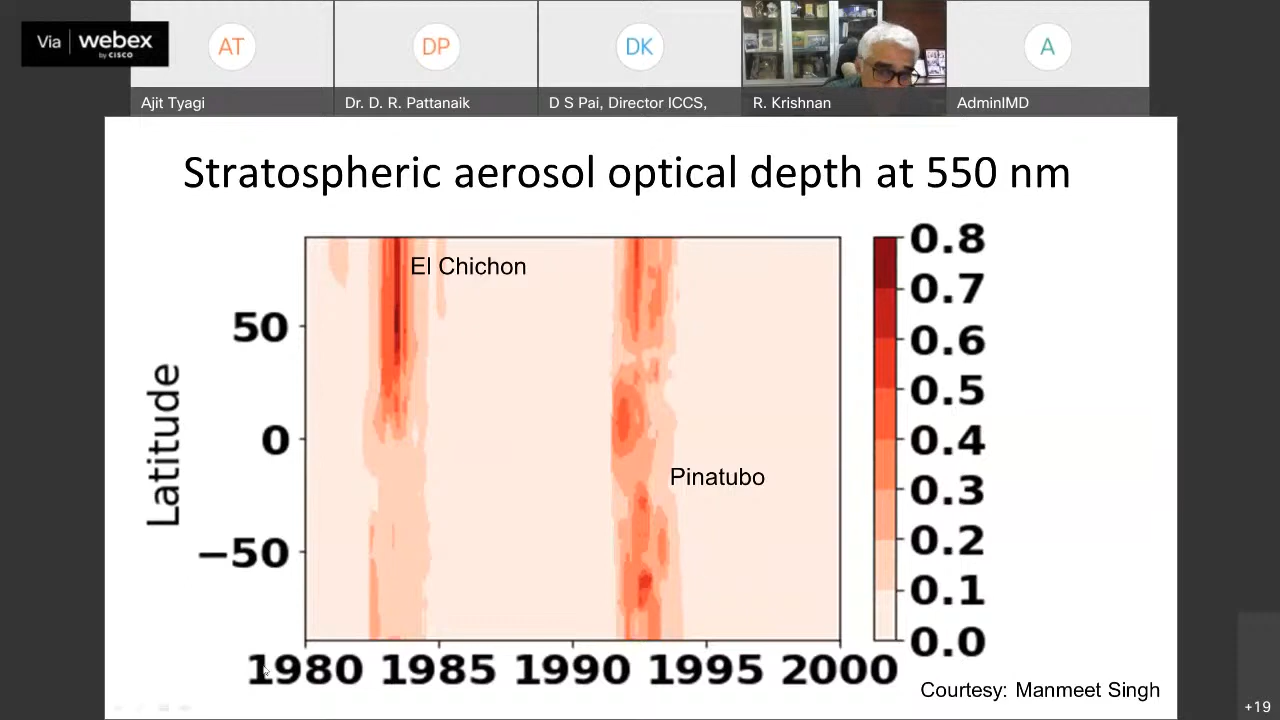 Via webex
by CISCO
AT
DP
DK
A
Ajit Tyagi
Dr. D. R. Pattanaik
D S Pai, Director ICCS,
R. Krishnan
AdminIMD
Stratospheric aerosol optical depth at 550 nm
El Chichon
Pinatubo
Latitude
50
0
−50
1980 1985 1990 1995 2000
0.8
0.7
0.6
0.5
0.4
0.3
0.2
0.1
0.0
Courtesy: Manmeet Singh
+19